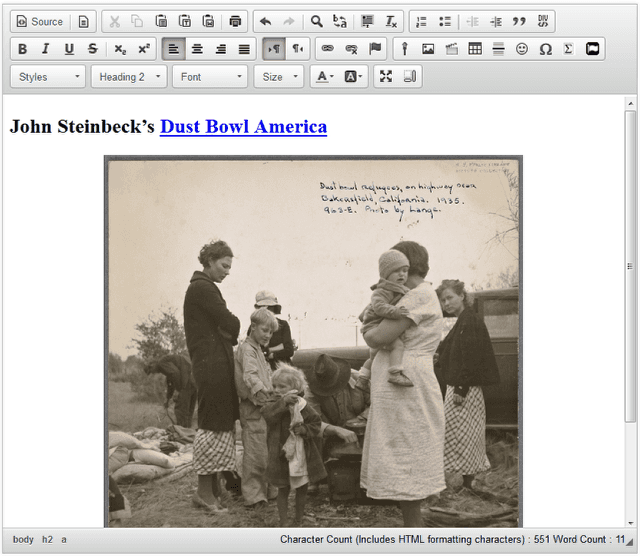 Source
Styles
Heading 2
Font
Size
John Steinbeck’s Dust Bowl America
Dust bowl refugees, on highway near
Bakersfield, California. 1935.
963-E. Photo by Lange.
body h2 a
Character Count (Includes HTML formatting characters) : 551 Word Count : 11